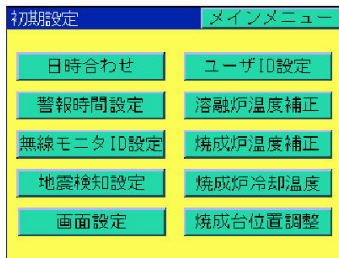 初期設定 メインメニュー
日時合わせ ユーザID設定
警報時間設定 溶融炉温度補正
無線モニタID設定 焼成炉温度補正
地震検知設定 焼成炉冷却温度
画面設定 焼成台位置調整